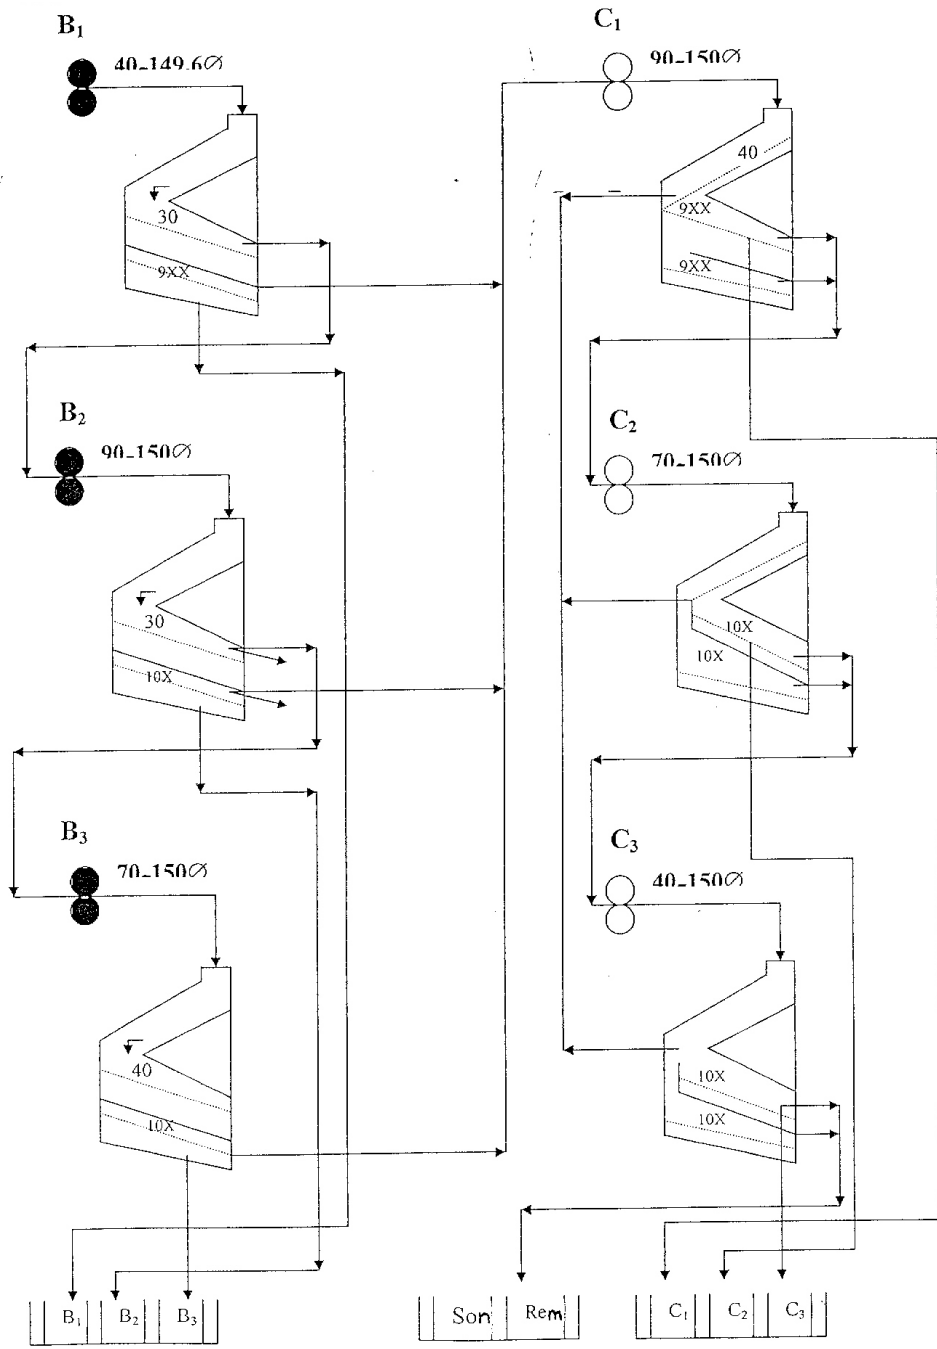 B₁
40-149.6∅
30
9XX
B₂
90-150∅
30
10X
B₃
70-150∅
40
10X
C₁
90-150∅
40
9XX
9XX
C₂
70-150∅
10X
10X
C₃
40-150∅
10X
10X
B₁ B₂ B₃
Son Rem
C₁ C₂ C₃